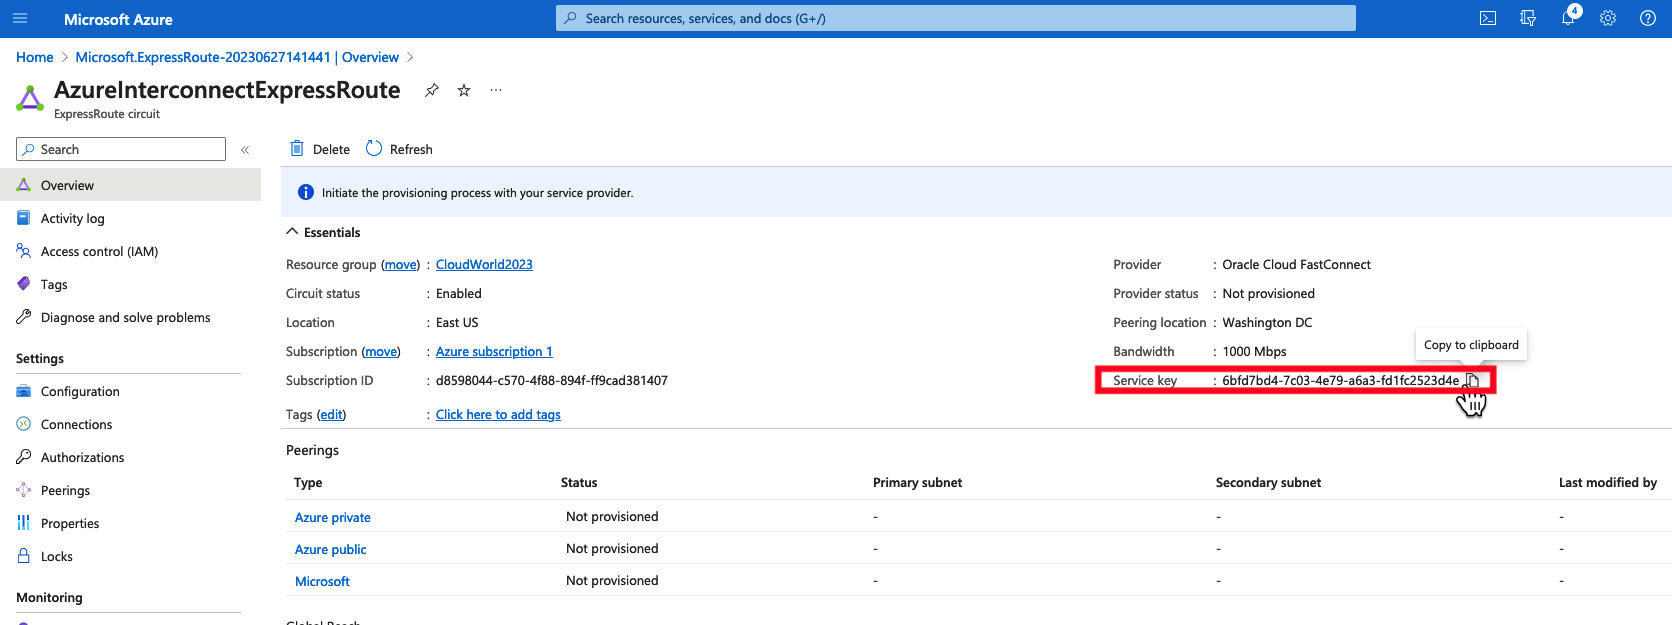 Microsoft Azure
Search resources, services, and docs (G+/)
4
Home > Microsoft.ExpressRoute-20230627141441 | Overview >
AzureInterconnectExpressRoute
ExpressRoute circuit
Search
Delete Refresh
Overview
Activity log
Access control (IAM)
Tags
Diagnose and solve problems
Settings
Configuration
Connections
Authorizations
Peerings
Properties
Locks
Monitoring
Initiate the provisioning process with your service provider.
Essentials
Resource group (move) : CloudWorld2023
Circuit status : Enabled
Location : East US
Subscription (move) : Azure subscription 1
Subscription ID : d8598044-c570-4f88-894f-ff9cad381407
Tags (edit) : Click here to add tags
Provider : Oracle Cloud FastConnect
Provider status : Not provisioned
Peering location : Washington DC
Bandwidth : 1000 Mbps
Copy to clipboard
Service key : 6bfd7bd4-7c03-4e79-a6a3-fd1fc2523d4e
Peerings
Type Status Primary subnet Secondary subnet Last modified by
Azure private Not provisioned - - -
Azure public Not provisioned - - -
Microsoft Not provisioned - - -
Global Reach